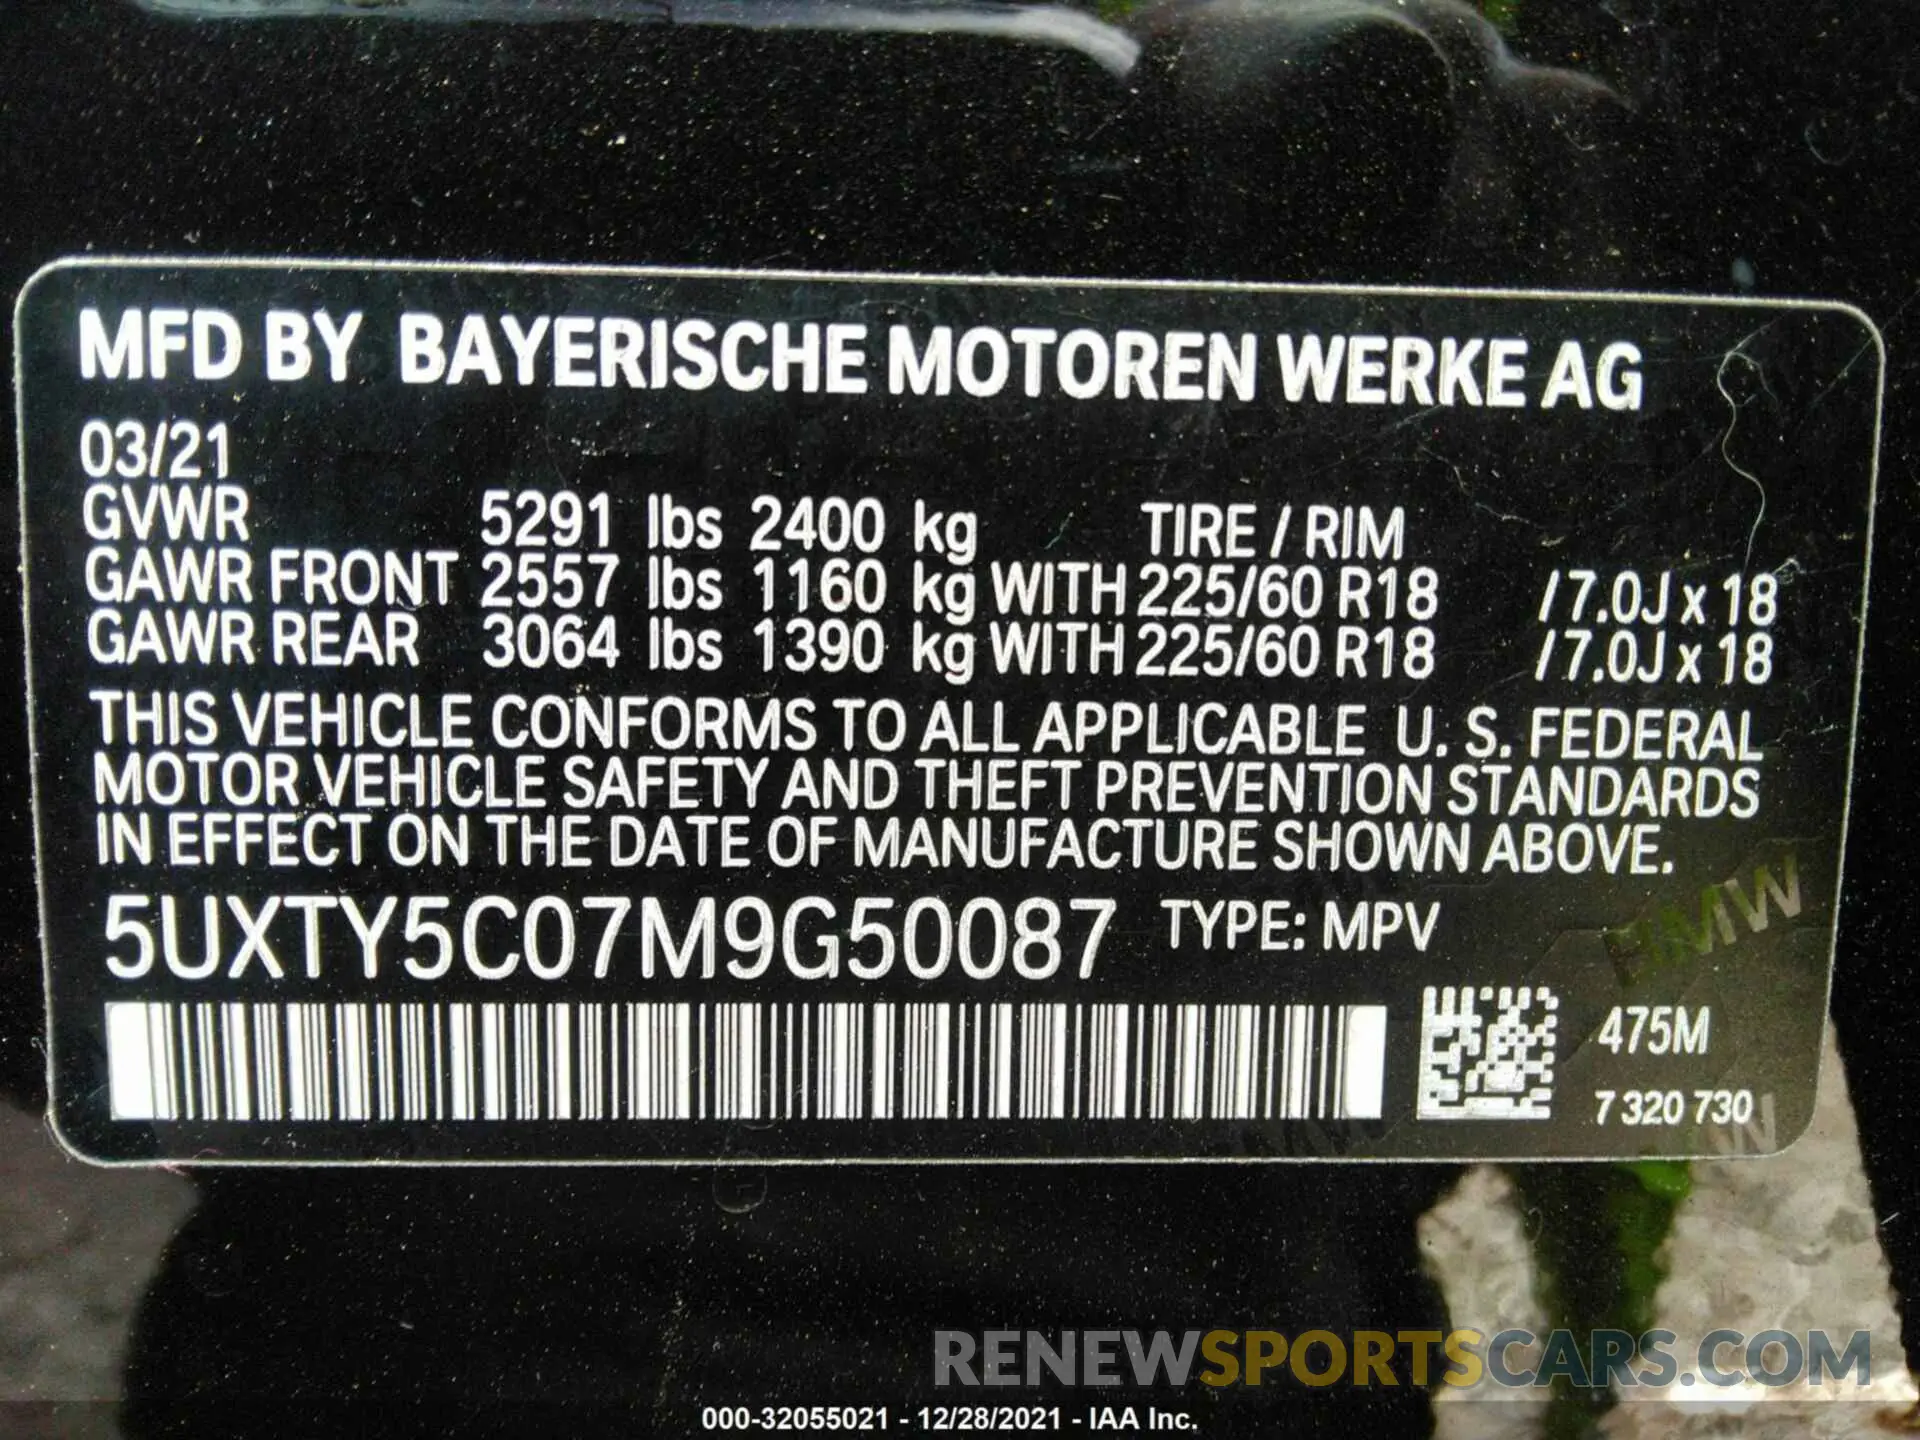 MFD BY BAYERISCHE MOTOREN WERKE AG
03/21
GVWR 5291 lbs 2400 kg TIRE / RIM
GAWR FRONT 2557 lbs 1160 kg WITH 225/60 R18 / 7.0J x 18
GAWR REAR 3064 lbs 1390 kg WITH 225/60 R18 / 7.0J x 18
THIS VEHICLE CONFORMS TO ALL APPLICABLE U. S. FEDERAL
MOTOR VEHICLE SAFETY AND THEFT PREVENTION STANDARDS
IN EFFECT ON THE DATE OF MANUFACTURE SHOWN ABOVE.
5UXTY5C07M9G50087 TYPE: MPV
BMW
475M
7 320 730
RENEWSPORTSCARS.COM
000-32055021 - 12/28/2021 - IAA Inc.